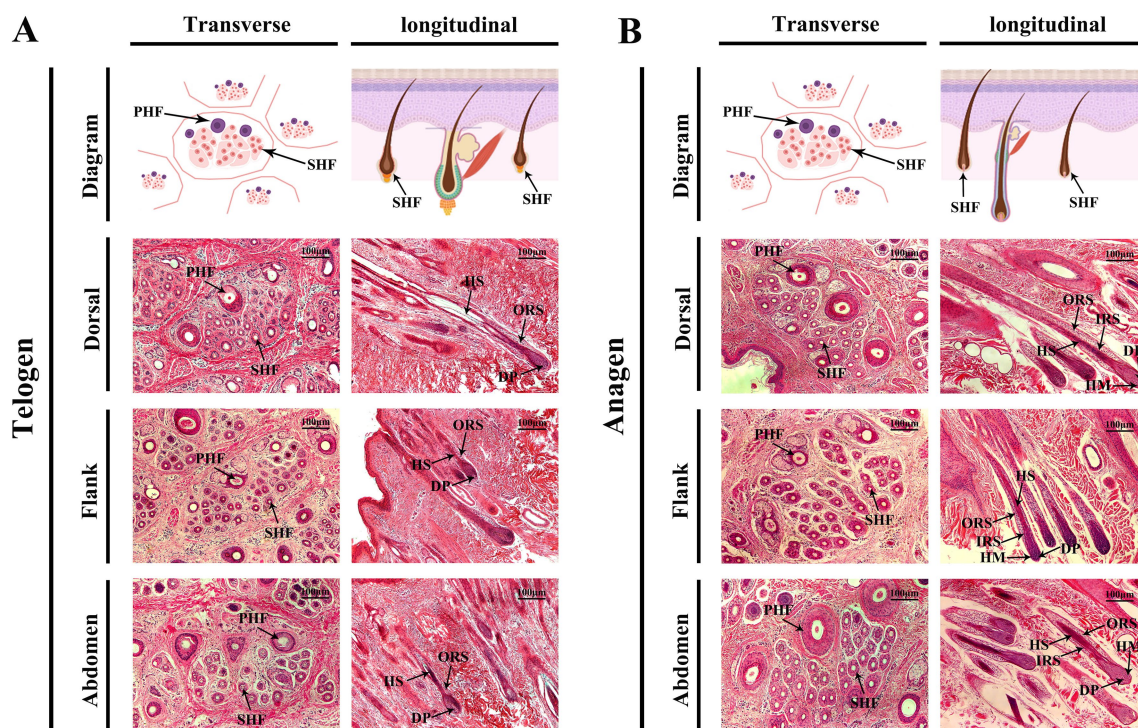 A
Transverse
longitudinal
Telogen
Diagram
PHF
SHF
SHF
SHF
Dorsal
100μm
PHF
SHF
100μm
HS
ORS
DP
Flank
100μm
PHF
SHF
100μm
ORS
HS
DP
Abdomen
100μm
PHF
SHF
100μm
ORS
HS
DP
B
Transverse
longitudinal
Anagen
Diagram
PHF
SHF
SHF
SHF
Dorsal
100μm
PHF
SHF
100μm
ORS
IRS
HS
DP
HM
Flank
100μm
PHF
SHF
100μm
HS
ORS
IRS
HM
DP
Abdomen
100μm
PHF
SHF
100μm
ORS
HS
HM
IRS
DP